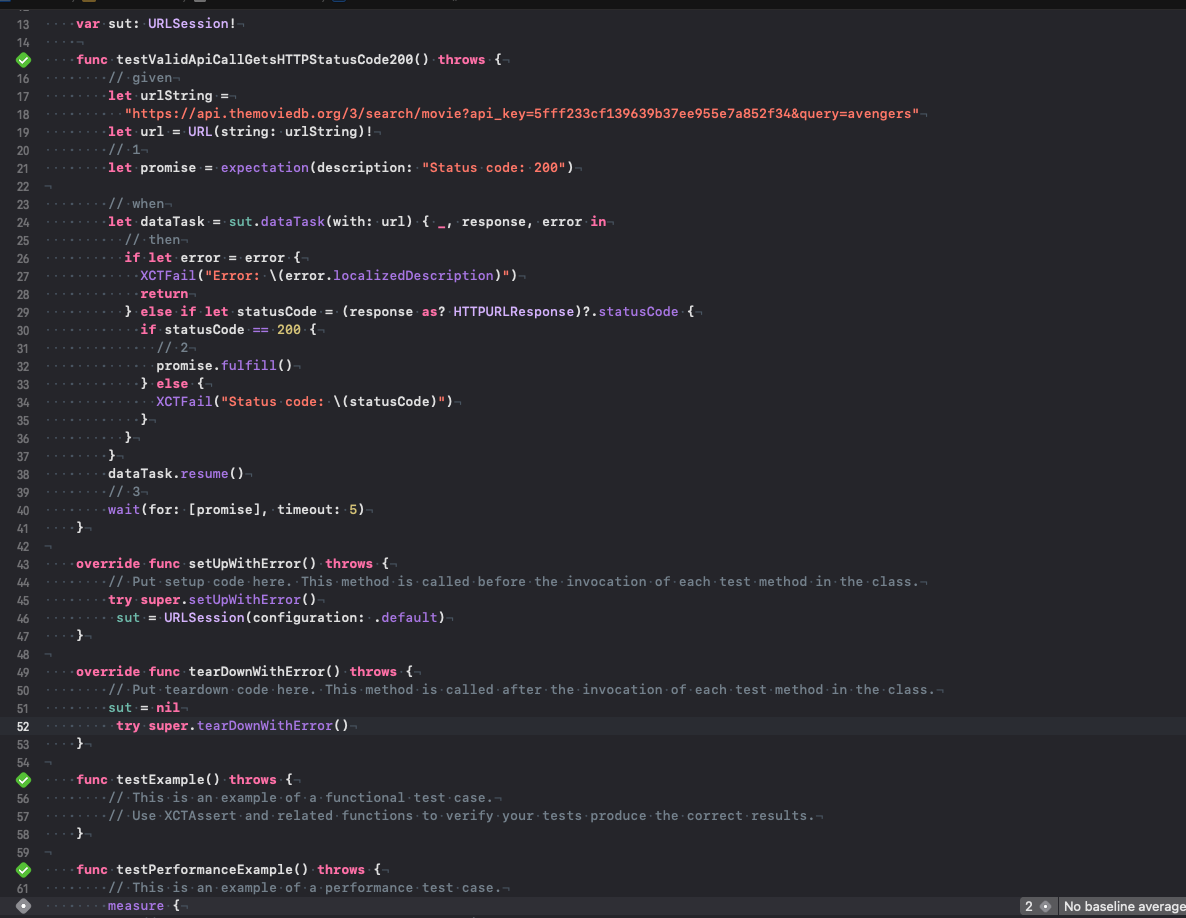 13 var sut: URLSession!
14
func testValidApiCallGetsHTTPStatusCode200() throws {
16 // given
17 let urlString =
18 "https://api.themoviedb.org/3/search/movie?api_key=5fff233cf139639b37ee955e7a852f34&query=avengers"
19 let url = URL(string: urlString)!
20 // 1
21 let promise = expectation(description: "Status code: 200")
22
23 // when
24 let dataTask = sut.dataTask(with: url) { _, response, error in
25 // then
26 if let error = error {
27 XCTFail("Error: \(error.localizedDescription)")
28 return
29 } else if let statusCode = (response as? HTTPURLResponse)?.statusCode {
30 if statusCode == 200 {
31 // 2
32 promise.fulfill()
33 } else {
34 XCTFail("Status code: \(statusCode)")
35 }
36 }
37 }
38 dataTask.resume()
39 // 3
40 wait(for: [promise], timeout: 5)
41 }
42
43 override func setUpWithError() throws {
44 // Put setup code here. This method is called before the invocation of each test method in the class.
45 try super.setUpWithError()
46 sut = URLSession(configuration: .default)
47 }
48
49 override func tearDownWithError() throws {
50 // Put teardown code here. This method is called after the invocation of each test method in the class.
51 sut = nil
52 try super.tearDownWithError()
53 }
54
func testExample() throws {
56 // This is an example of a functional test case.
57 // Use XCTAssert and related functions to verify your tests produce the correct results.
58 }
59
func testPerformanceExample() throws {
61 // This is an example of a performance test case.
measure { 2 No baseline average